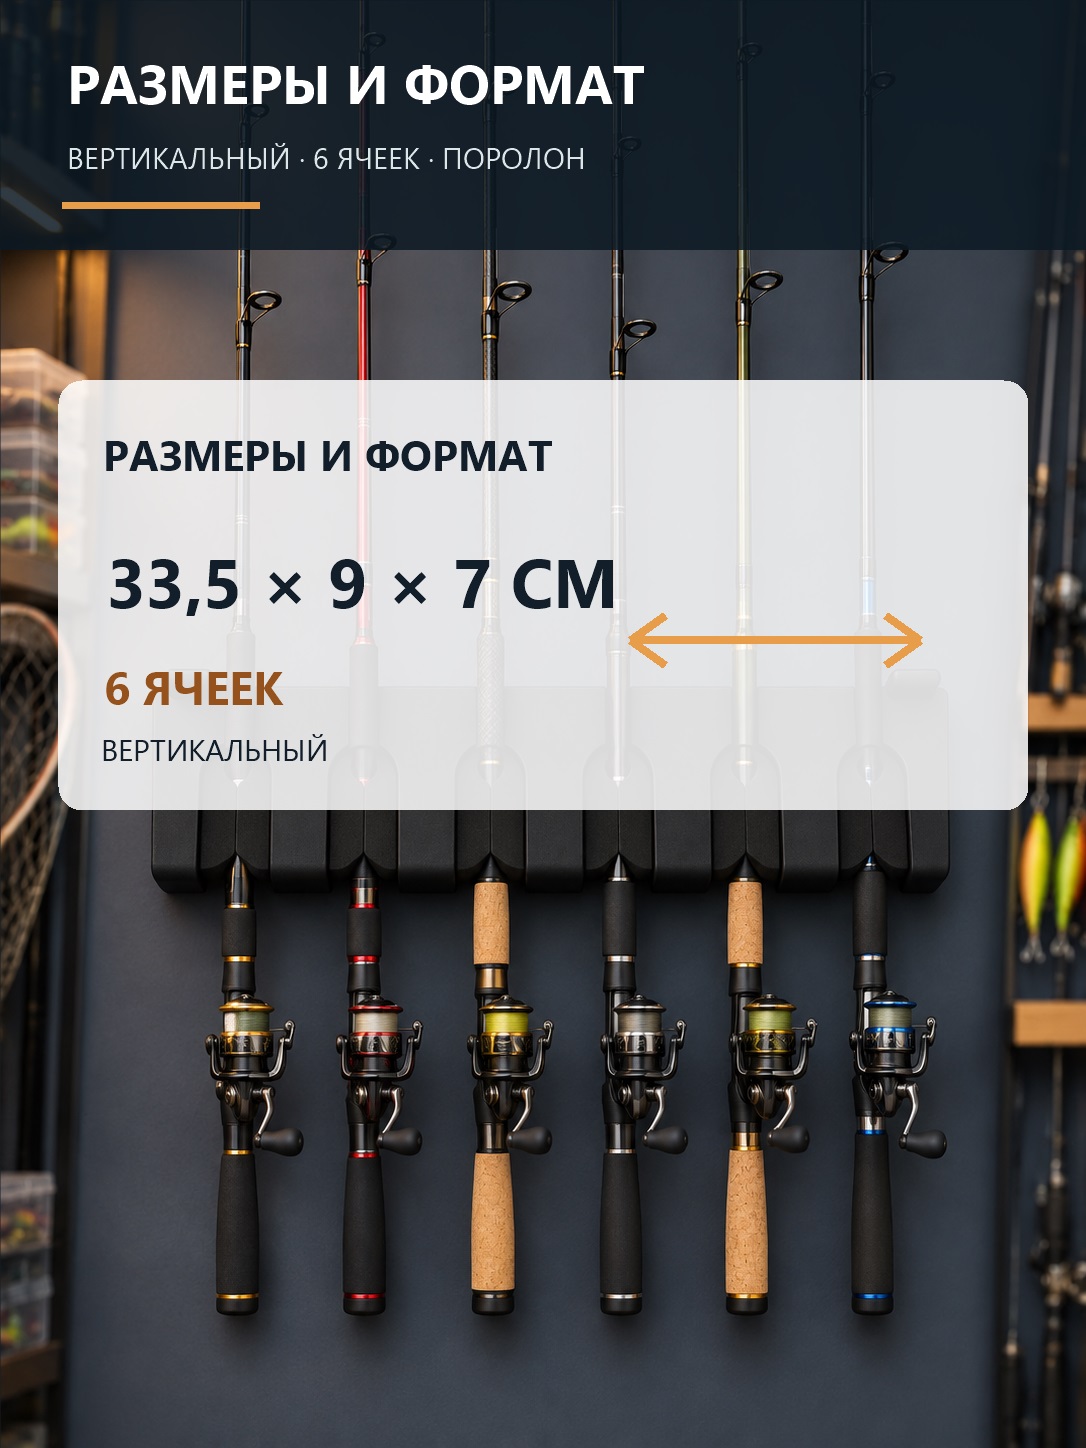 РАЗМЕРЫ И ФОРМАТ
ВЕРТИКАЛЬНЫЙ · 6 ЯЧЕЕК · ПОРОЛОН
РАЗМЕРЫ И ФОРМАТ
33,5 × 9 × 7 СМ
6 ЯЧЕЕК
ВЕРТИКАЛЬНЫЙ